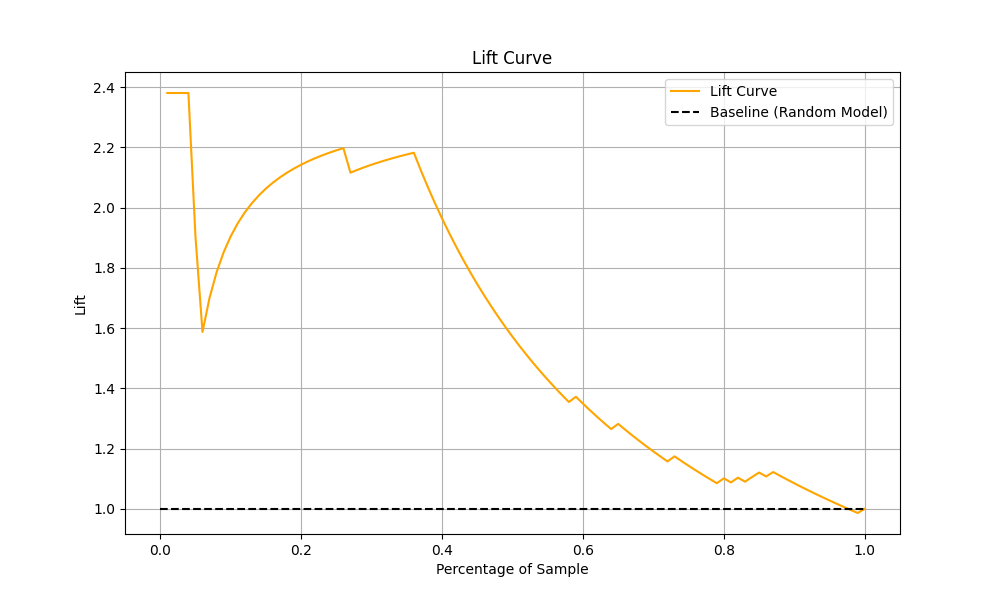 Lift Curve
Lift Curve
Baseline (Random Model)
2.4
2.2
2.0
1.8
1.6
1.4
1.2
1.0
Lift
0.0 0.2 0.4 0.6 0.8 1.0
Percentage of Sample